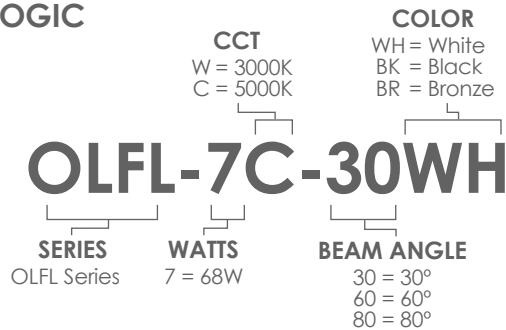 OGIC
COLOR
WH = White
BK = Black
BR = Bronze
CCT
W = 3000K
C = 5000K
OLFL-7C-30WH
SERIES
OLFL Series
WATTS
7 = 68W
BEAM ANGLE
30 = 30º
60 = 60º
80 = 80º